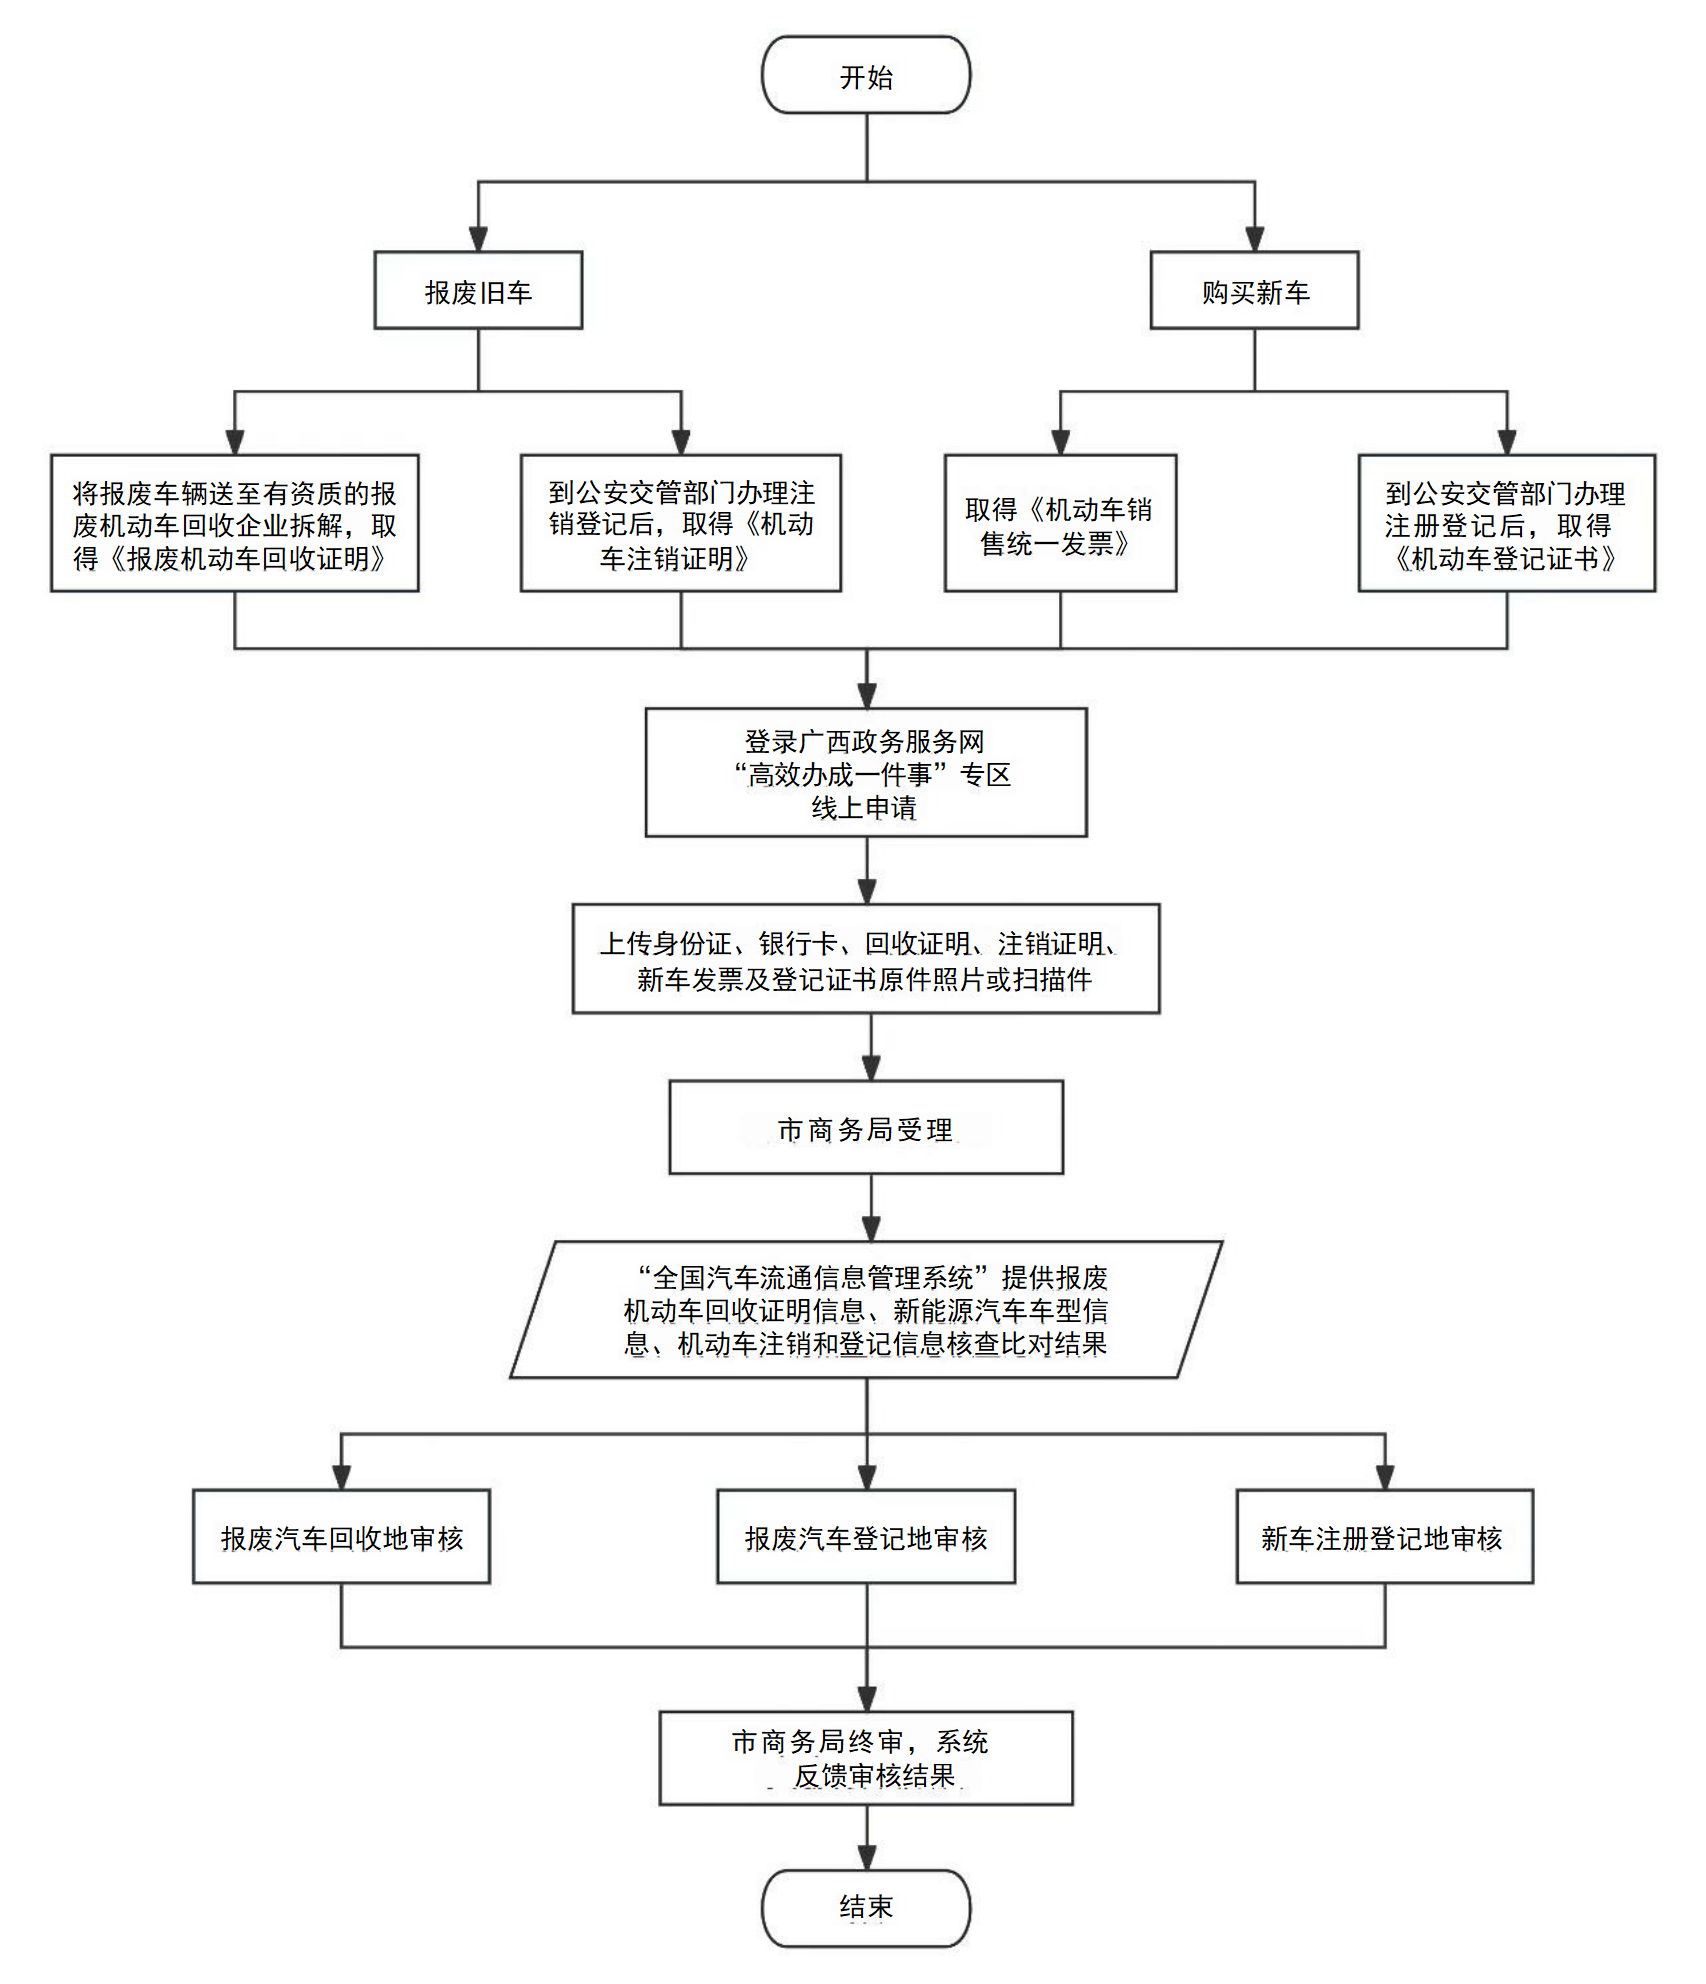 开始
报废旧车
购买新车
将报废车辆送至有资质的报
废机动车回收企业拆解，取
得《报废机动车回收证明》
到公安交管部门办理注
销登记后，取得《机动
车注销证明》
取得《机动车销
售统一发票》
到公安交管部门办理
注册登记后，取得
《机动车登记证书》
登录广西政务服务网
“高效办成一件事”专区
线上申请
上传身份证、银行卡、回收证明、注销证明、
新车发票及登记证书原件照片或扫描件
市商务局受理
“全国汽车流通信息管理系统”提供报废
机动车回收证明信息、新能源汽车车型信
息、机动车注销和登记信息核查比对结果
报废汽车回收地审核
报废汽车登记地审核
新车注册登记地审核
市商务局终审，系统
反馈审核结果
结束